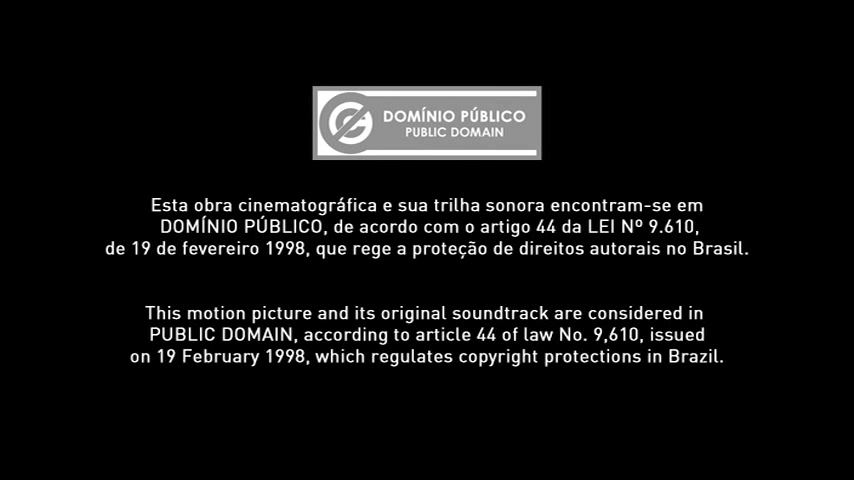 DOMÍNIO PÚBLICO
PUBLIC DOMAIN
Esta obra cinematográfica e sua trilha sonora encontram-se em
DOMÍNIO PÚBLICO, de acordo com o artigo 44 da LEI Nº 9.610,
de 19 de fevereiro 1998, que rege a proteção de direitos autorais no Brasil.
This motion picture and its original soundtrack are considered in
PUBLIC DOMAIN, according to article 44 of law No. 9,610, issued
on 19 February 1998, which regulates copyright protections in Brazil.